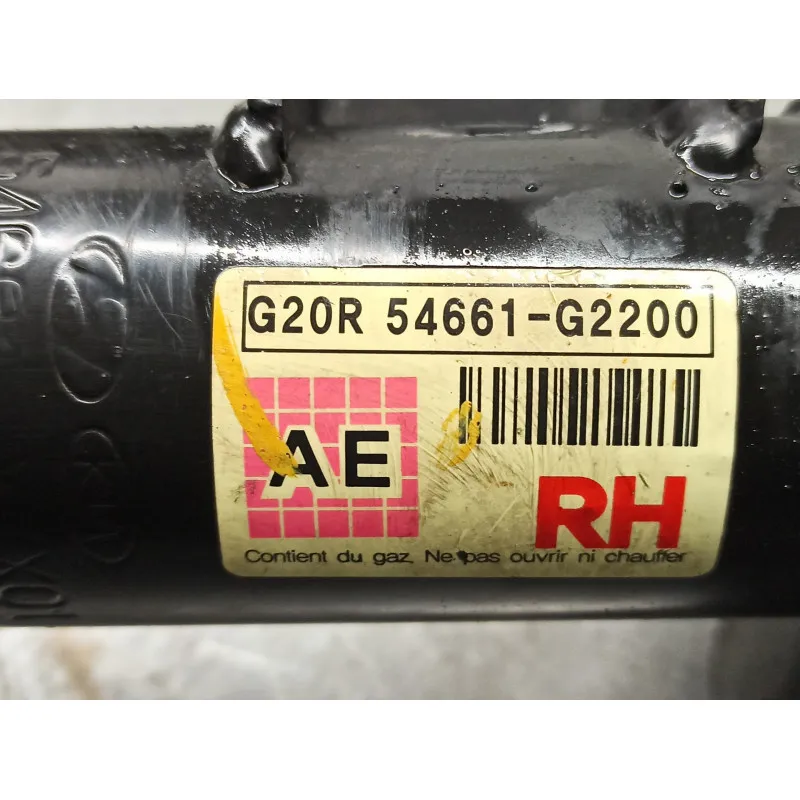 G20R 54661-G2200
AE
RH
Contient du gaz. Ne pas ouvrir ni chauffer